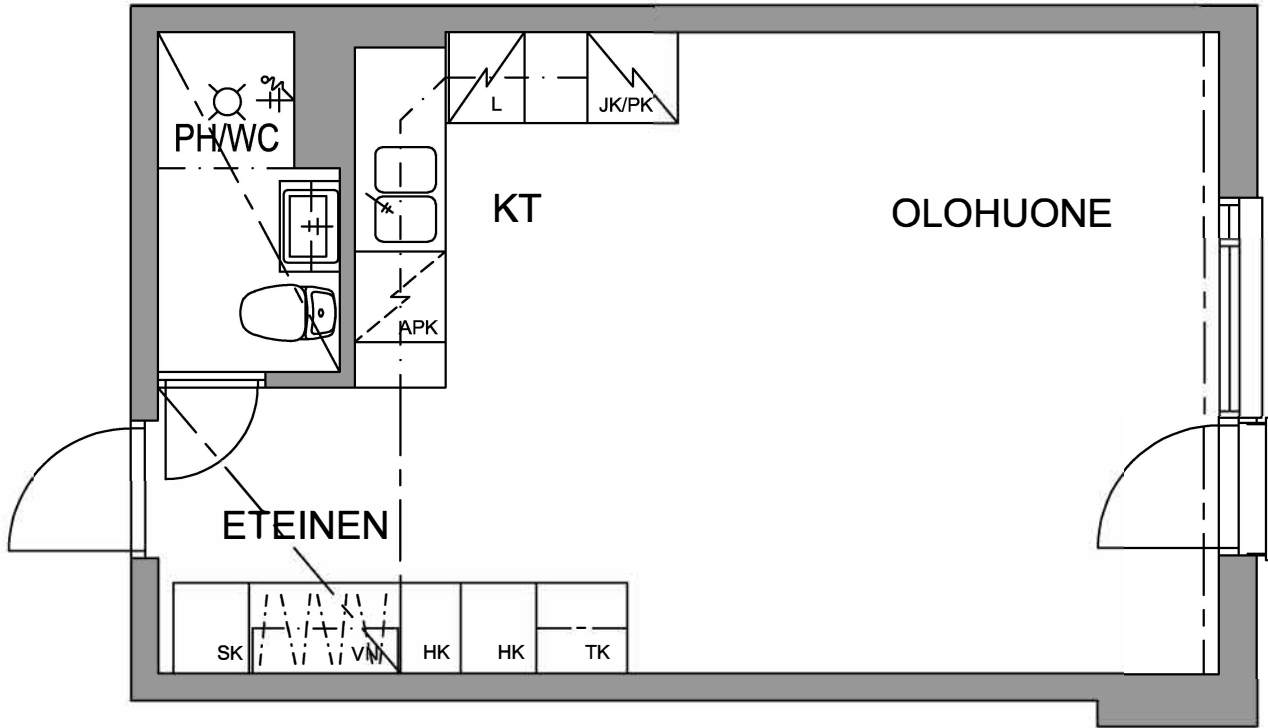 L
JK/PK
PH/WC
KT
OLOHUONE
APK
ETEINEN
SK
VN
HK
HK
TK